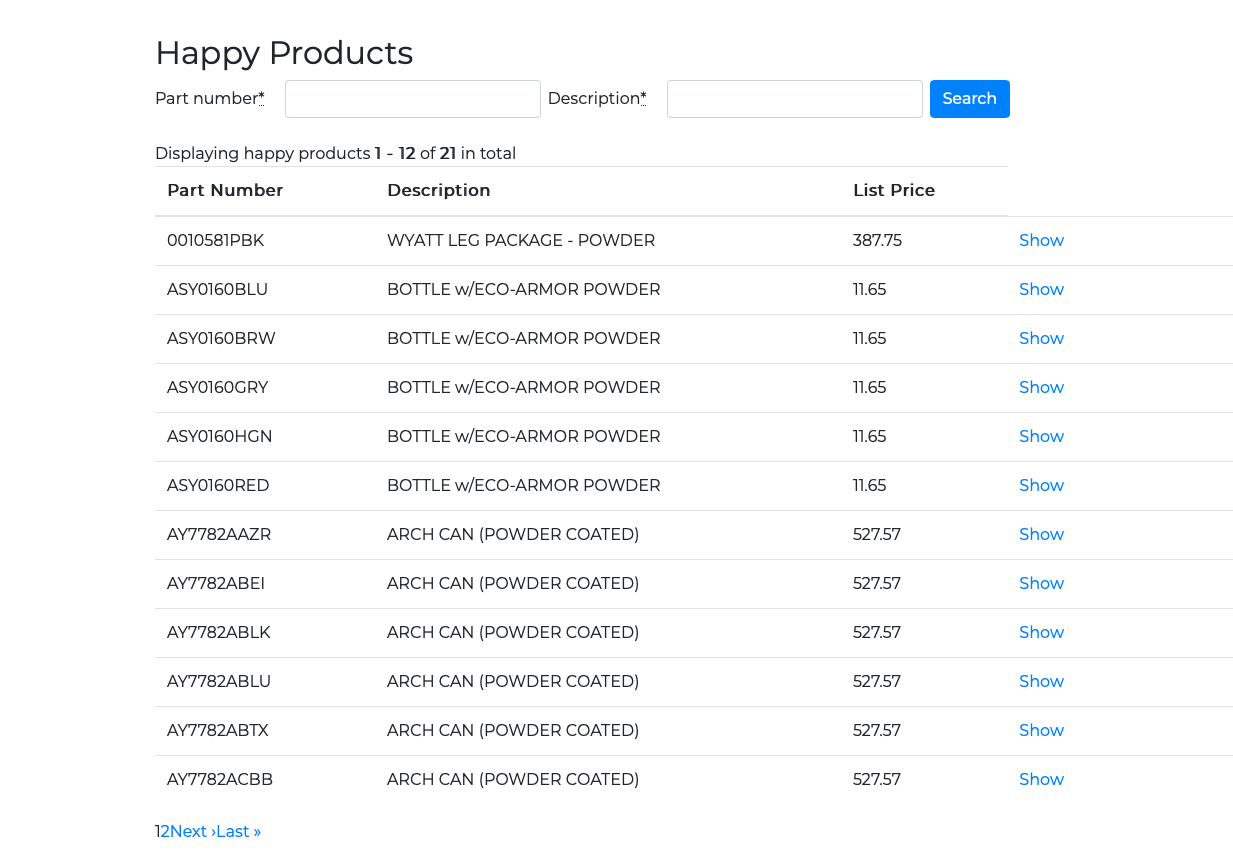 Happy Products
Part number* Description* Search
Displaying happy products 1 - 12 of 21 in total
Part Number Description List Price
0010581PBK WYATT LEG PACKAGE - POWDER 387.75 Show
ASY0160BLU BOTTLE w/ECO-ARMOR POWDER 11.65 Show
ASY0160BRW BOTTLE w/ECO-ARMOR POWDER 11.65 Show
ASY0160GRY BOTTLE w/ECO-ARMOR POWDER 11.65 Show
ASY0160HGN BOTTLE w/ECO-ARMOR POWDER 11.65 Show
ASY0160RED BOTTLE w/ECO-ARMOR POWDER 11.65 Show
AY7782AAZR ARCH CAN (POWDER COATED) 527.57 Show
AY7782ABEI ARCH CAN (POWDER COATED) 527.57 Show
AY7782ABLK ARCH CAN (POWDER COATED) 527.57 Show
AY7782ABLU ARCH CAN (POWDER COATED) 527.57 Show
AY7782ABTX ARCH CAN (POWDER COATED) 527.57 Show
AY7782ACBB ARCH CAN (POWDER COATED) 527.57 Show
12Next ›Last »